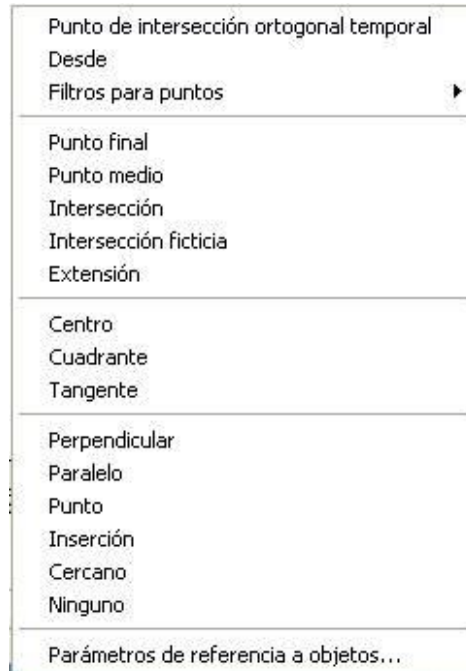 Punto de intersección ortogonal temporal
Desde
Filtros para puntos
Punto final
Punto medio
Intersección
Intersección ficticia
Extensión
Centro
Cuadrante
Tangente
Perpendicular
Paralelo
Punto
Inserción
Cercano
Ninguno
Parámetros de referencia a objetos...